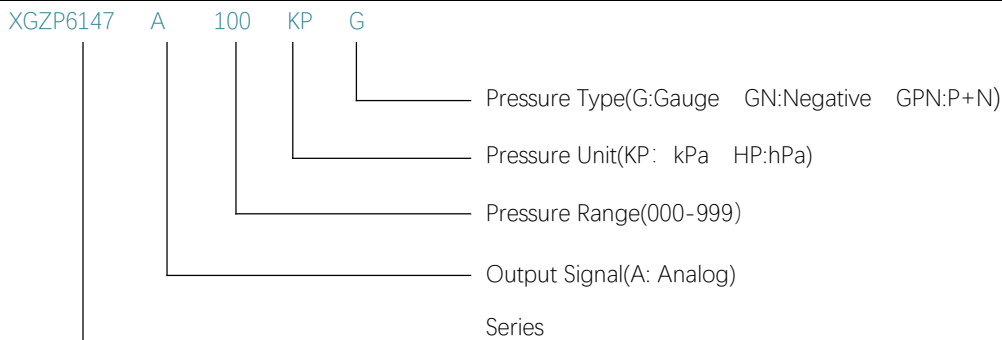 XGZP6147 A 100 KP G
Pressure Type(G:Gauge GN:Negative GPN:P+N)
Pressure Unit(KP：kPa HP:hPa)
Pressure Range(000-999）
Output Signal(A: Analog)
Series